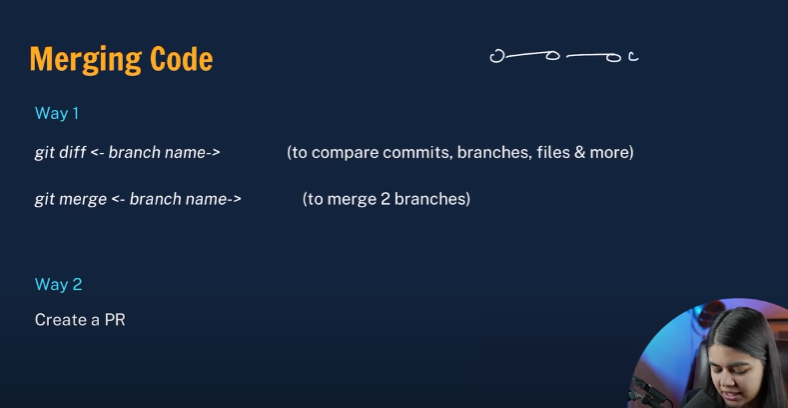 Merging Code
Way 1
git diff <- branch name-> (to compare commits, branches, files & more)
git merge <- branch name-> (to merge 2 branches)
Way 2
Create a PR